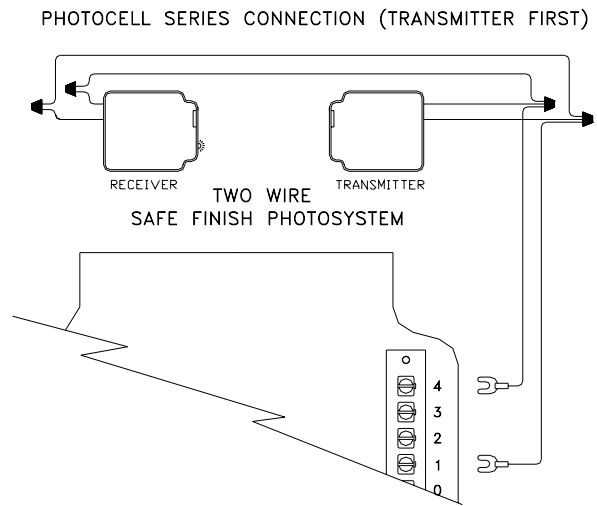 PHOTOCELL SERIES CONNECTION (TRANSMITTER FIRST)
RECEIVER
TRANSMITTER
TWO WIRE
SAFE FINISH PHOTOSYSTEM
4
3
2
1
0